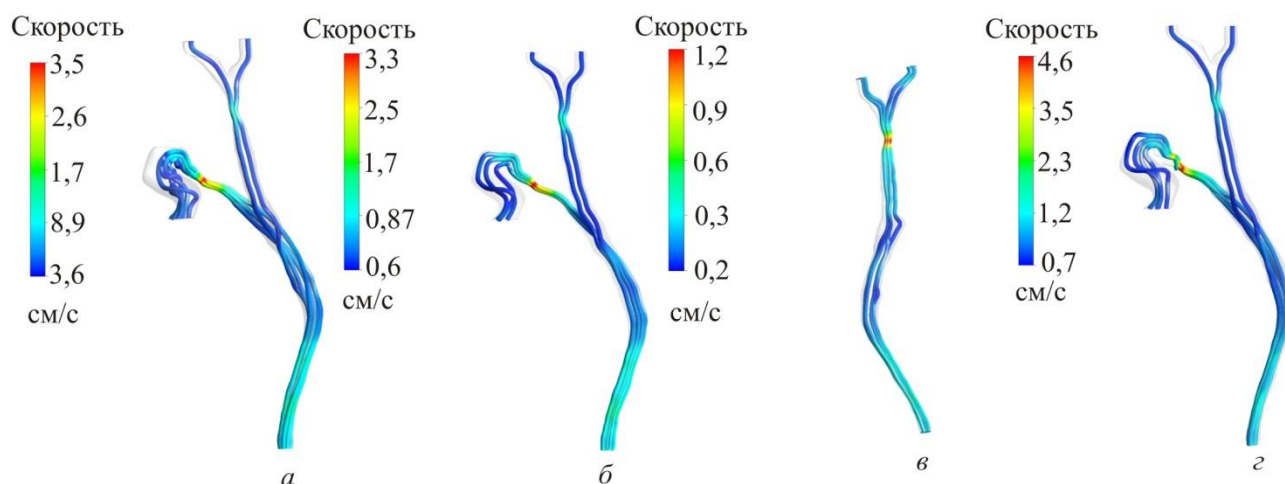 Скорость
3,5
2,6
1,7
8,9
3,6
см/с
а
Скорость
3,3
2,5
1,7
0,87
0,6
см/с
б
Скорость
1,2
0,9
0,6
0,3
0,2
см/с
в
Скорость
4,6
3,5
2,3
1,2
0,7
см/с
г